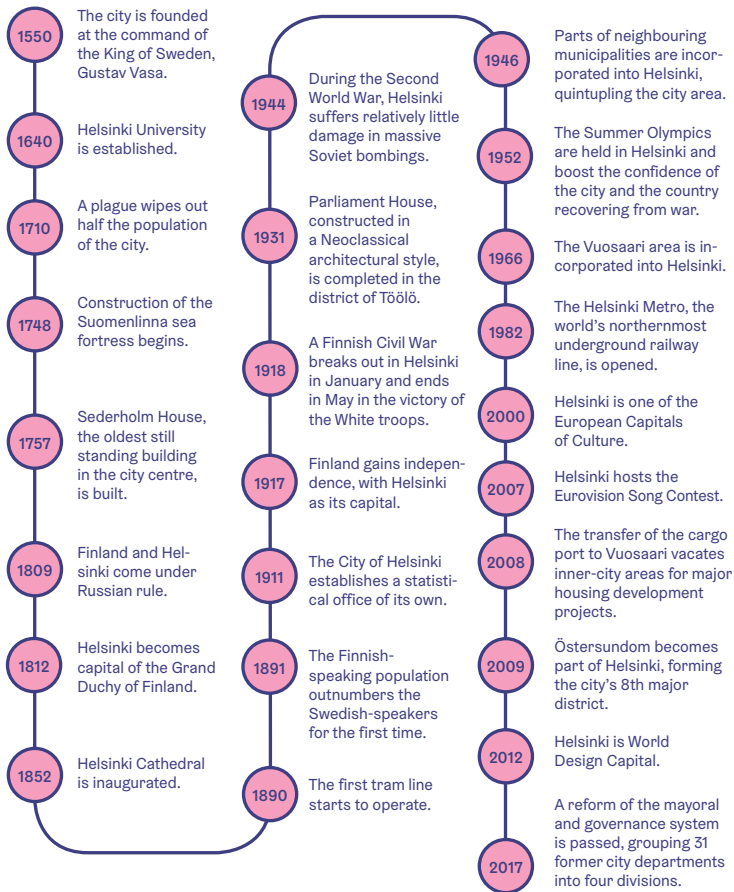 1550
The city is founded
at the command of
the King of Sweden,
Gustav Vasa.
1640
Helsinki University
is established.
1710
A plague wipes out
half the population
of the city.
1748
Construction of the
Suomenlinna sea
fortress begins.
1757
Sederholm House,
the oldest still
standing building
in the city centre,
is built.
1809
Finland and Hel-
sinki come under
Russian rule.
1812
Helsinki becomes
capital of the Grand
Duchy of Finland.
1852
Helsinki Cathedral
is inaugurated.
1890
The first tram line
starts to operate.
1891
The Finnish-
speaking population
outnumbers the
Swedish-speakers
for the first time.
1911
The City of Helsinki
establishes a statisti-
cal office of its own.
1917
Finland gains indepen-
dence, with Helsinki
as its capital.
1918
A Finnish Civil War
breaks out in Helsinki
in January and ends
in May in the victory of
the White troops.
1931
Parliament House,
constructed in
a Neoclassical
architectural style,
is completed in the
district of Töölö.
1944
During the Second
World War, Helsinki
suffers relatively little
damage in massive
Soviet bombings.
1946
Parts of neighbouring
municipalities are incor-
porated into Helsinki,
quintupling the city area.
1952
The Summer Olympics
are held in Helsinki and
boost the confidence of
the city and the country
recovering from war.
1966
The Vuosaari area is in-
corporated into Helsinki.
1982
The Helsinki Metro, the
world's northernmost
underground railway
line, is opened.
2000
Helsinki is one of the
European Capitals
of Culture.
2007
Helsinki hosts the
Eurovision Song Contest.
2008
The transfer of the cargo
port to Vuosaari vacates
inner-city areas for major
housing development
projects.
2009
Östersundom becomes
part of Helsinki, forming
the city's 8th major
district.
2012
Helsinki is World
Design Capital.
2017
A reform of the mayoral
and governance system
is passed, grouping 31
former city departments
into four divisions.